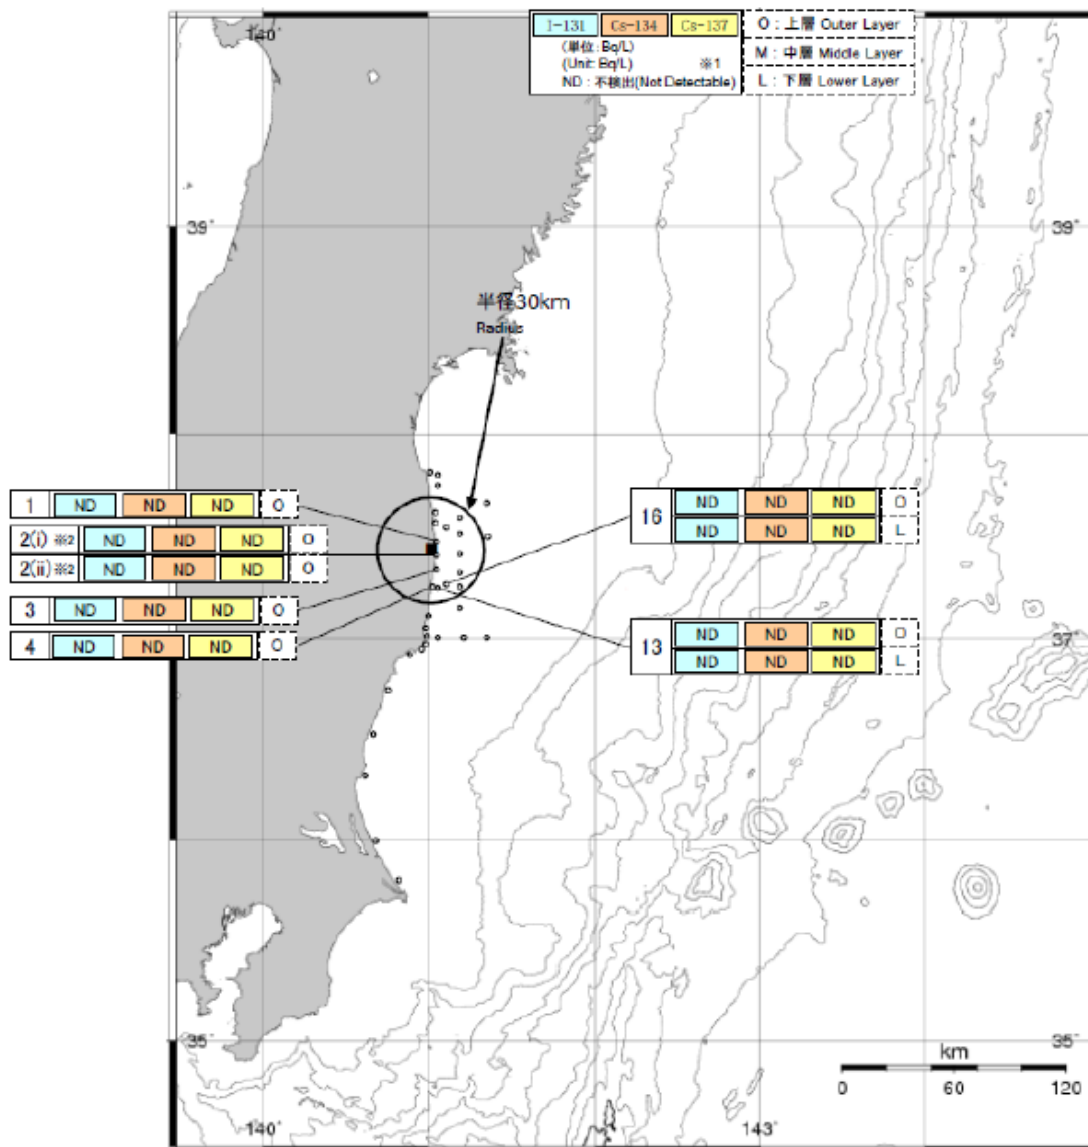 140°
I-131 Cs-134 Cs-137
(単位:Bq/L)
(Unit: Bq/L) ※1
ND:不検出(Not Detectable)
O:上層 Outer Layer
M:中層 Middle Layer
L:下層 Lower Layer
39° 39°
半径30km
Radius
1 ND ND ND O
2(i)※2 ND ND ND O
2(ii)※2 ND ND ND O
3 ND ND ND O
4 ND ND ND O
16 ND ND ND O
ND ND ND L
13 ND ND ND O
ND ND ND L
37°
35° 35°
km
0 60 120
140° 143°